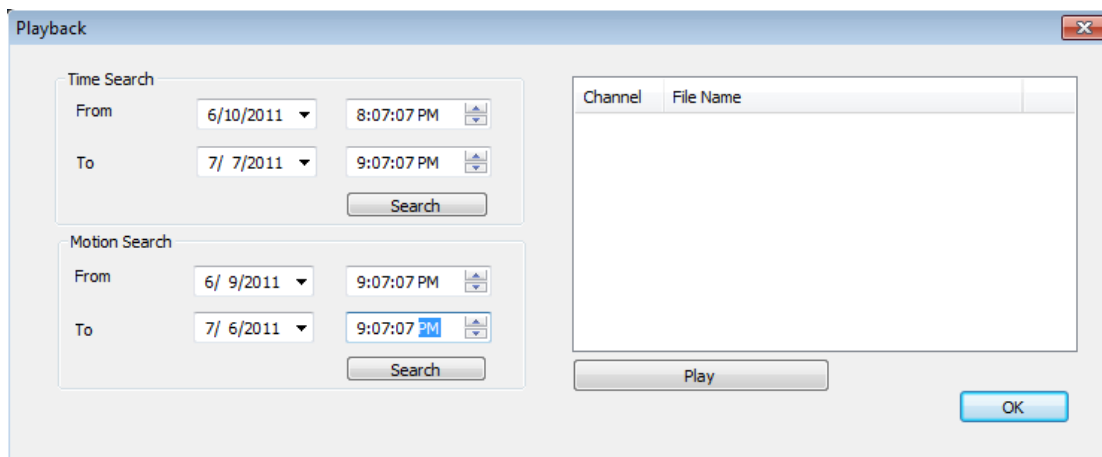 Playback
Time Search
From 6/10/2011 8:07:07 PM
To 7/ 7/2011 9:07:07 PM
Search
Motion Search
From 6/ 9/2011 9:07:07 PM
To 7/ 6/2011 9:07:07 PM
Search
Channel File Name
Play
OK